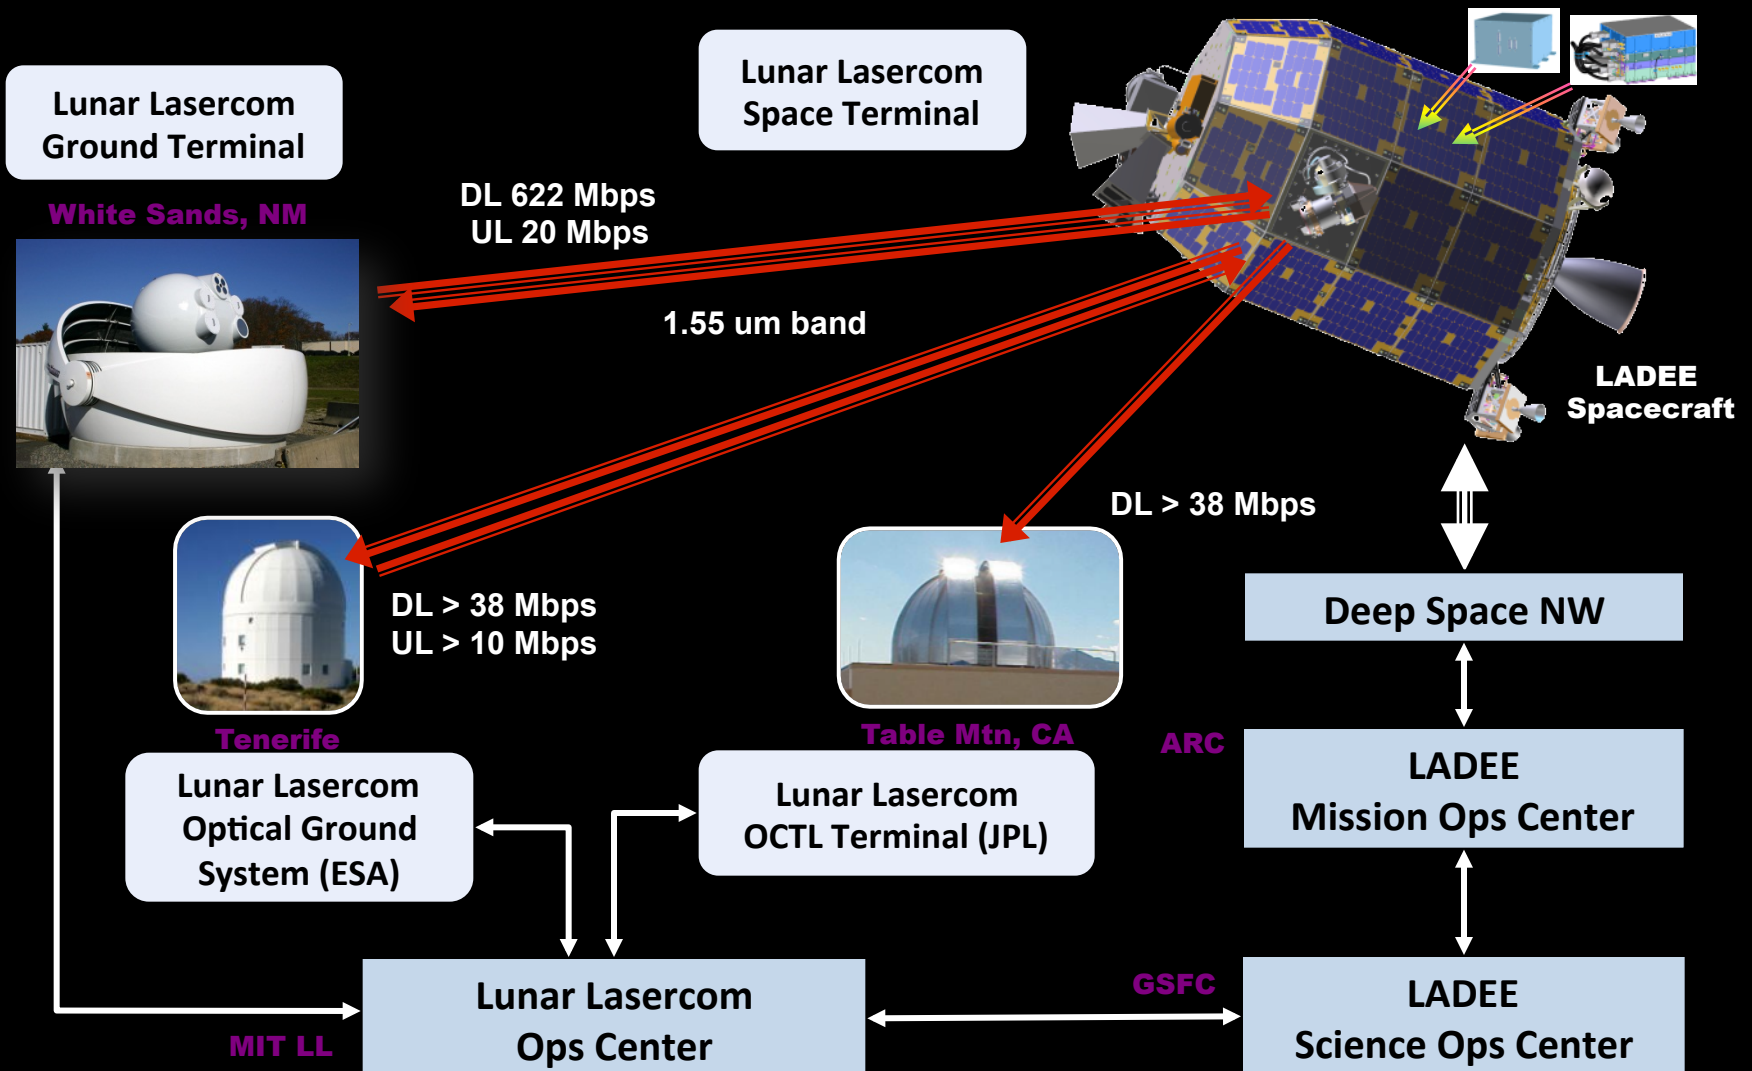 Lunar Lasercom
Ground Terminal
White Sands, NM
Lunar Lasercom
Space Terminal
DL 622 Mbps
UL 20 Mbps
1.55 um band
LADEE
Spacecraft
DL > 38 Mbps
DL > 38 Mbps
UL > 10 Mbps
Tenerife
Lunar Lasercom
Optical Ground
System (ESA)
Table Mtn, CA
Lunar Lasercom
OCTL Terminal (JPL)
Deep Space NW
ARC
LADEE
Mission Ops Center
MIT LL
Lunar Lasercom
Ops Center
GSFC
LADEE
Science Ops Center